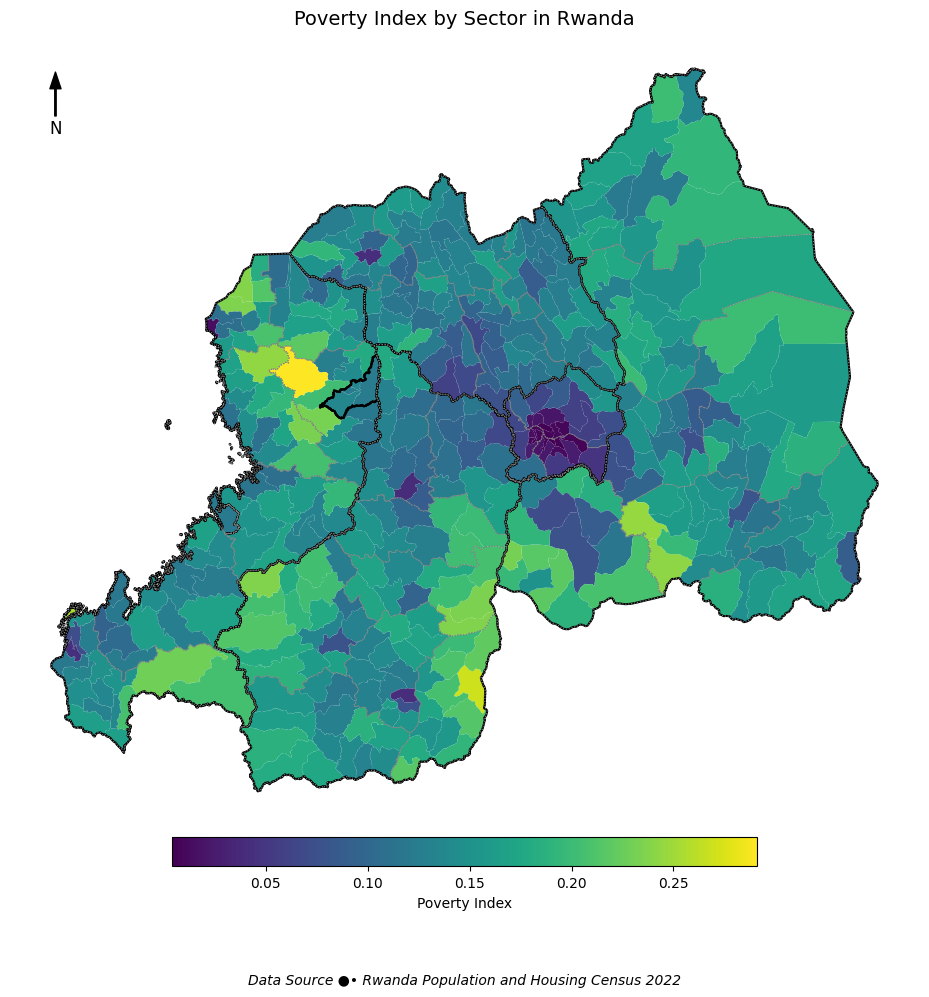 Poverty Index by Sector in Rwanda
N
0.05 0.10 0.15 0.20 0.25
Poverty Index
Data Source ●• Rwanda Population and Housing Census 2022